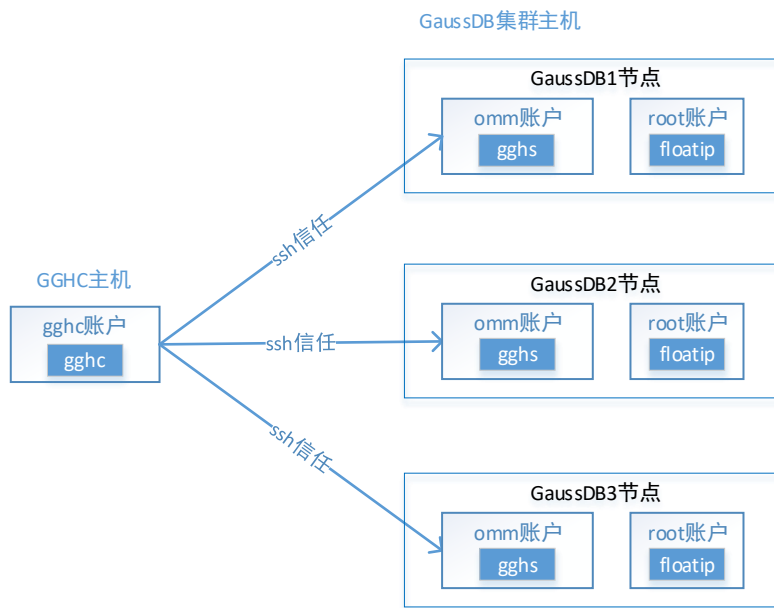 GaussDB集群主机
GaussDB1节点
omm账户
gghs
root账户
floatip
ssh信任
GGHC主机
gghc账户
gghc
ssh信任
GaussDB2节点
omm账户
gghs
root账户
floatip
ssh信任
GaussDB3节点
omm账户
gghs
root账户
floatip